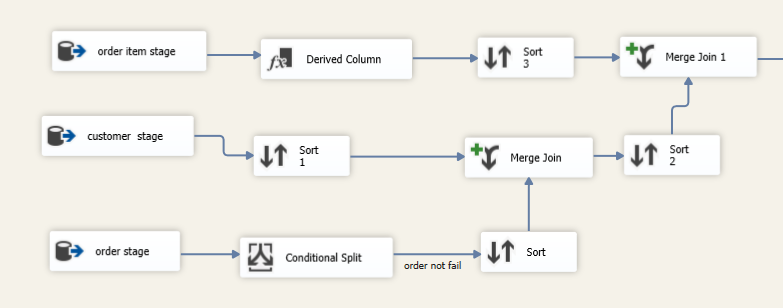 order item stage
fx
Derived Column
Sort
3
Merge Join 1
customer stage
Sort
1
Merge Join
Sort
2
order stage
Conditional Split
order not fail
Sort